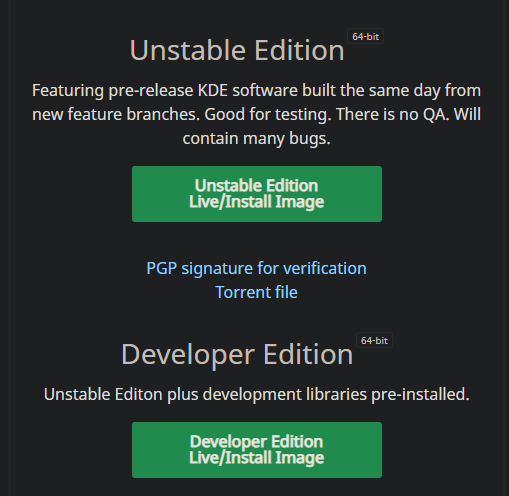 Unstable Edition 64-bit
Featuring pre-release KDE software built the same day from
new feature branches. Good for testing. There is no QA. Will
contain many bugs.
Unstable Edition
Live/Install Image
PGP signature for verification
Torrent file
Developer Edition 64-bit
Unstable Editon plus development libraries pre-installed.
Developer Edition
Live/Install Image